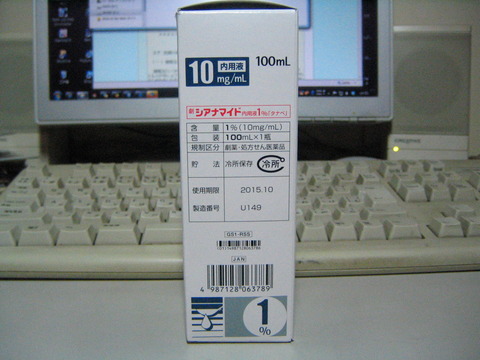 10 mg/mL 内用液 100mL
劇 シアナマイド 内用液1%「タナベ」
含量 1%(10mg/mL)
包装 100mL×1瓶
規制区分 劇薬・処方せん医薬品
貯法 冷所保存 冷所
使用期限 2015.10
製造番号 U149
GS1-RSS
JAN
4 987128 063789
1%